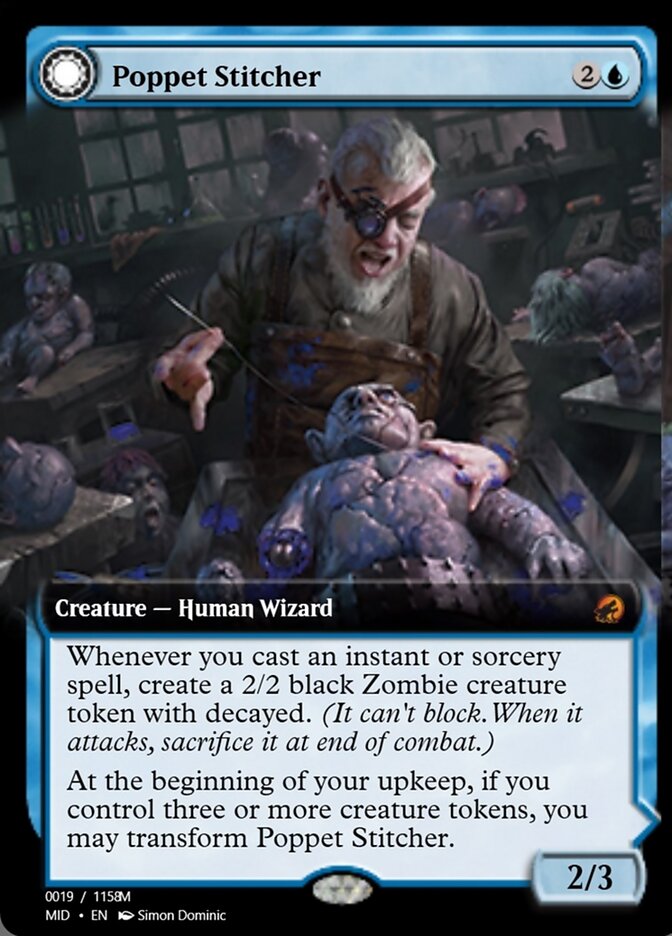 Poppet Stitcher 2
Creature — Human Wizard
Whenever you cast an instant or sorcery
spell, create a 2/2 black Zombie creature
token with decayed. (It can't block. When it
attacks, sacrifice it at end of combat.)
At the beginning of your upkeep, if you
control three or more creature tokens, you
may transform Poppet Stitcher.
2/3
0019 / 1158M
MID • EN Simon Dominic